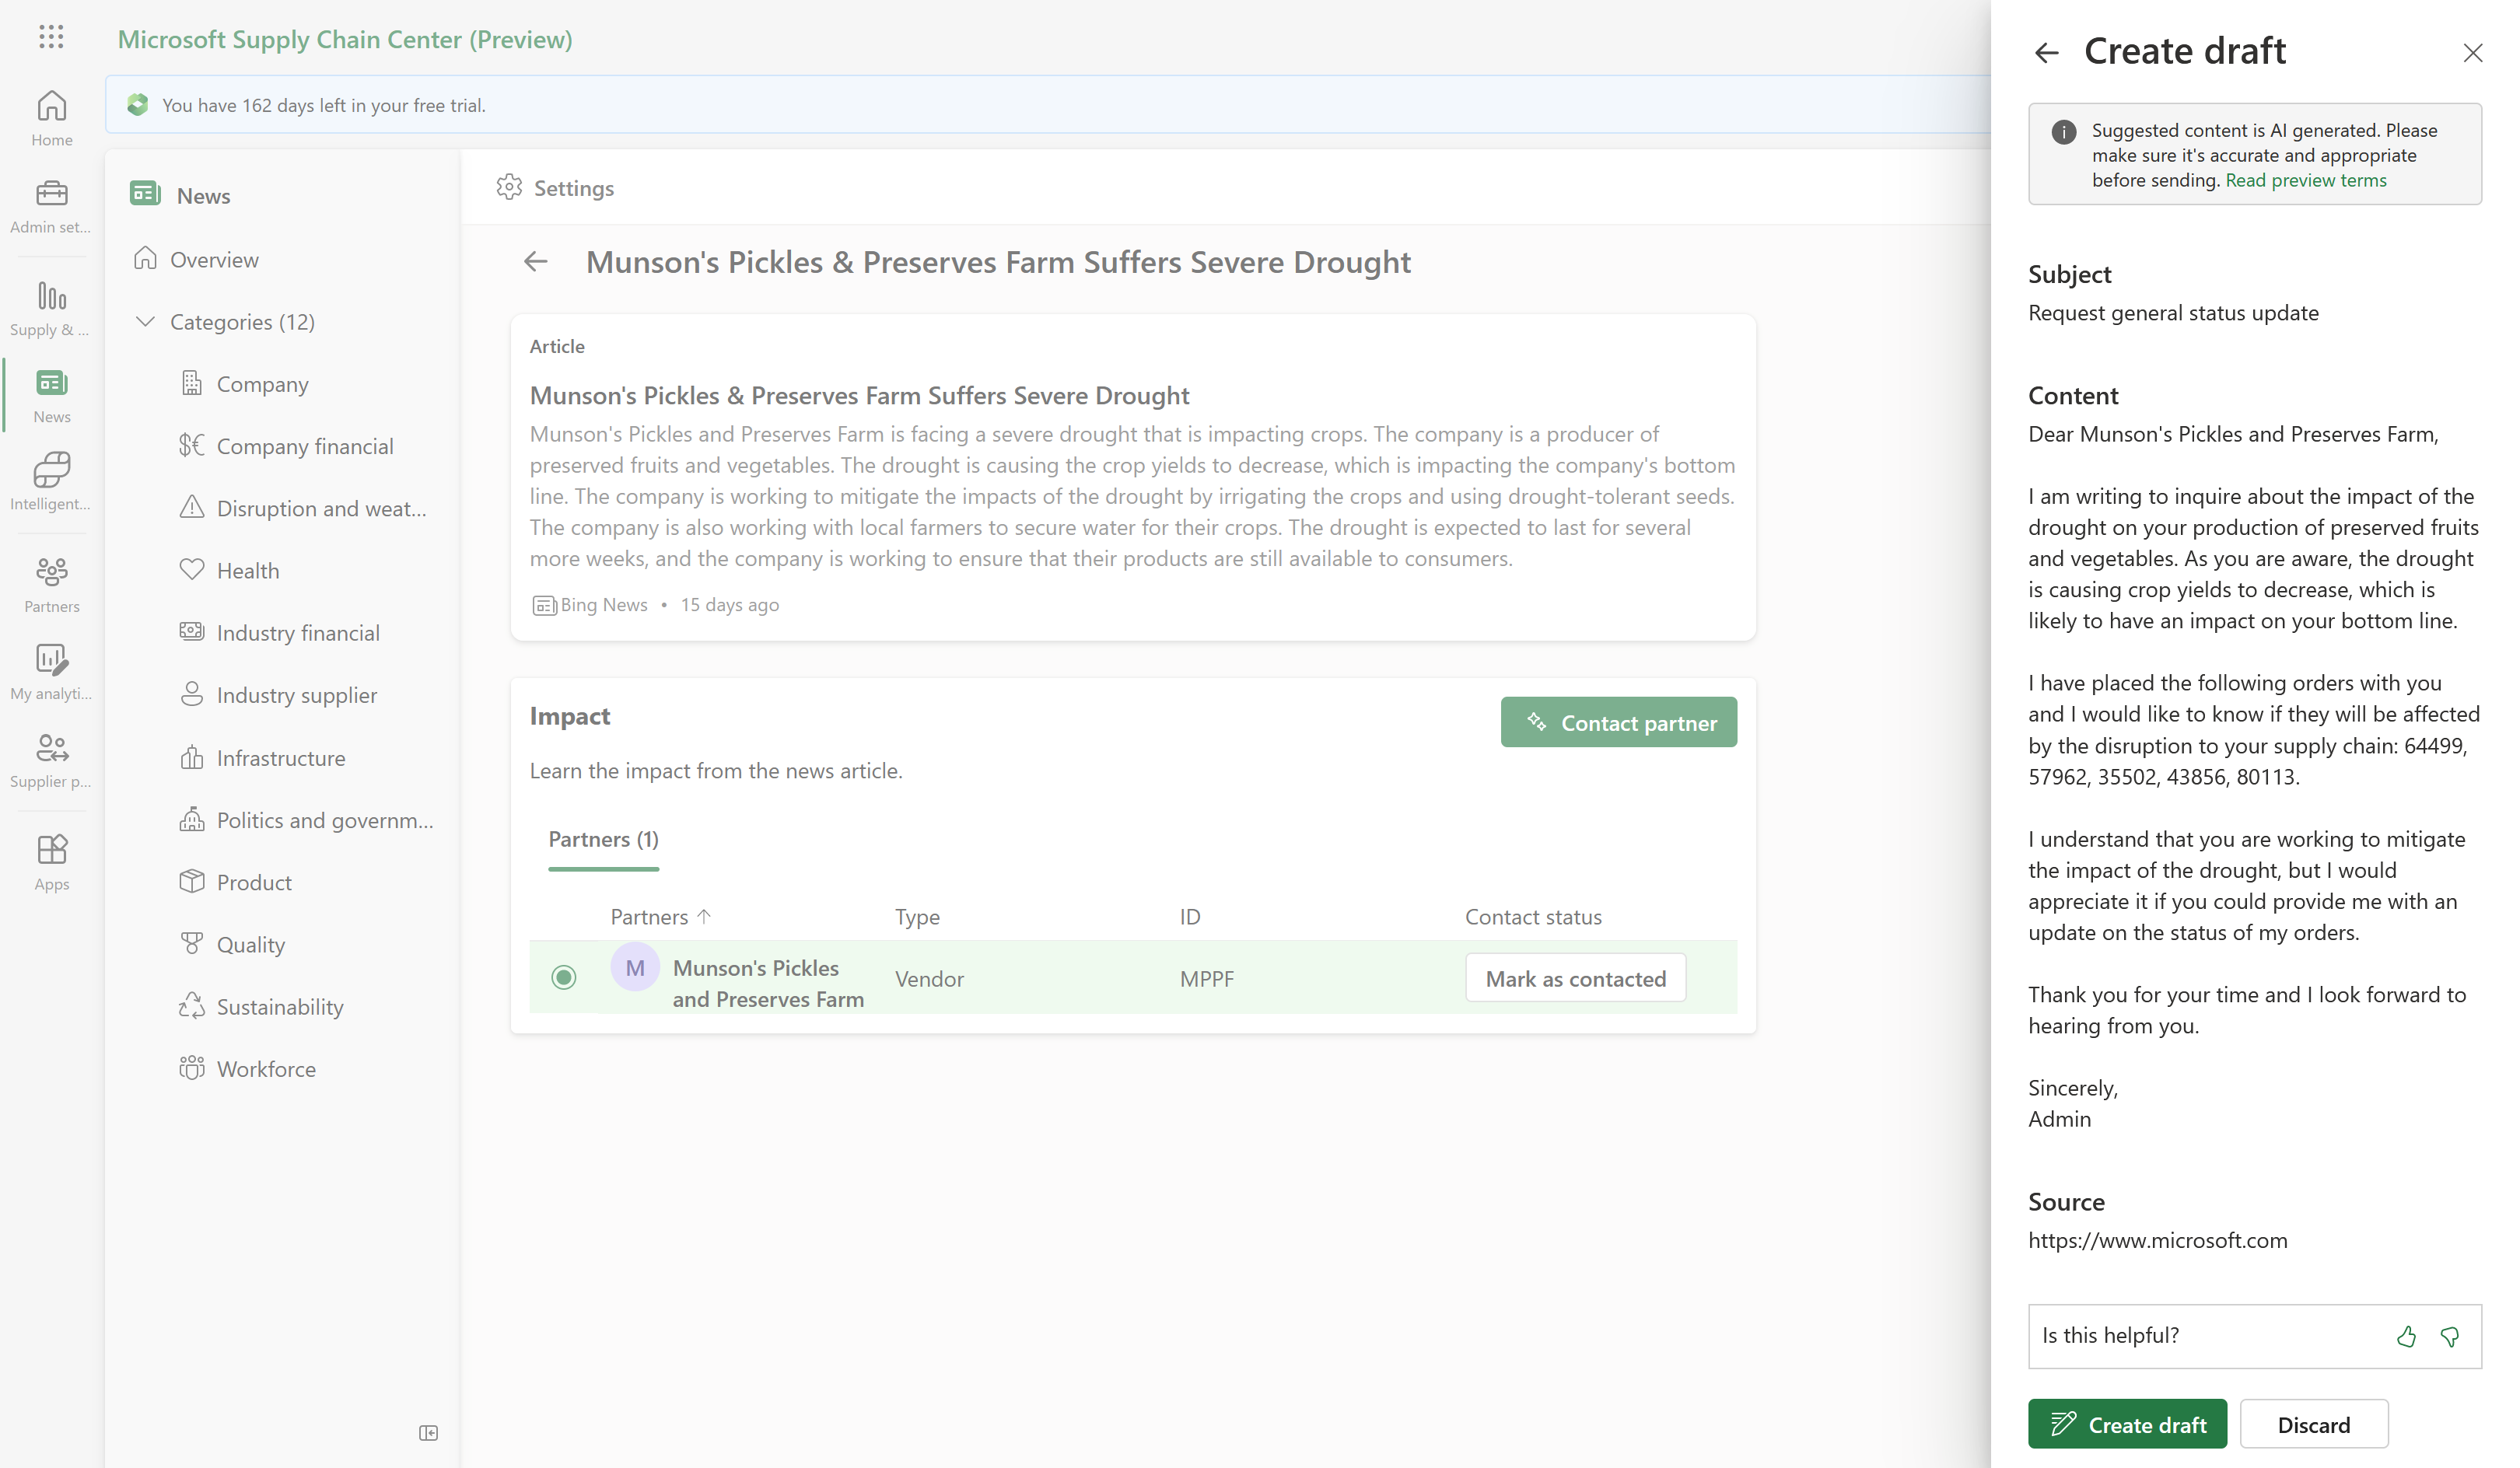 Microsoft Supply Chain Center (Preview)
You have 162 days left in your free trial.
Home
Admin set...
Supply & ...
News
Intelligent...
Partners
My analyti...
Supplier p...
Apps
News
Overview
Categories (12)
Company
Company financial
Disruption and weat...
Health
Industry financial
Industry supplier
Infrastructure
Politics and governm...
Product
Quality
Sustainability
Workforce
Settings
Munson's Pickles & Preserves Farm Suffers Severe Drought
Article
Munson's Pickles & Preserves Farm Suffers Severe Drought
Munson's Pickles and Preserves Farm is facing a severe drought that is impacting crops. The company is a producer of
preserved fruits and vegetables. The drought is causing the crop yields to decrease, which is impacting the company's bottom
line. The company is working to mitigate the impacts of the drought by irrigating the crops and using drought-tolerant seeds.
The company is also working with local farmers to secure water for their crops. The drought is expected to last for several
more weeks, and the company is working to ensure that their products are still available to consumers.
Bing News • 15 days ago
Impact
Contact partner
Learn the impact from the news article.
Partners (1)
Partners ↑ Type ID Contact status
M
Munson's Pickles
and Preserves Farm
Vendor
MPPF
Mark as contacted
Create draft
Suggested content is AI generated. Please
make sure it's accurate and appropriate
before sending. Read preview terms
Subject
Request general status update
Content
Dear Munson's Pickles and Preserves Farm,
I am writing to inquire about the impact of the
drought on your production of preserved fruits
and vegetables. As you are aware, the drought
is causing crop yields to decrease, which is
likely to have an impact on your bottom line.
I have placed the following orders with you
and I would like to know if they will be affected
by the disruption to your supply chain: 64499,
57962, 35502, 43856, 80113.
I understand that you are working to mitigate
the impact of the drought, but I would
appreciate it if you could provide me with an
update on the status of my orders.
Thank you for your time and I look forward to
hearing from you.
Sincerely,
Admin
Source
https://www.microsoft.com
Is this helpful?
Create draft
Discard